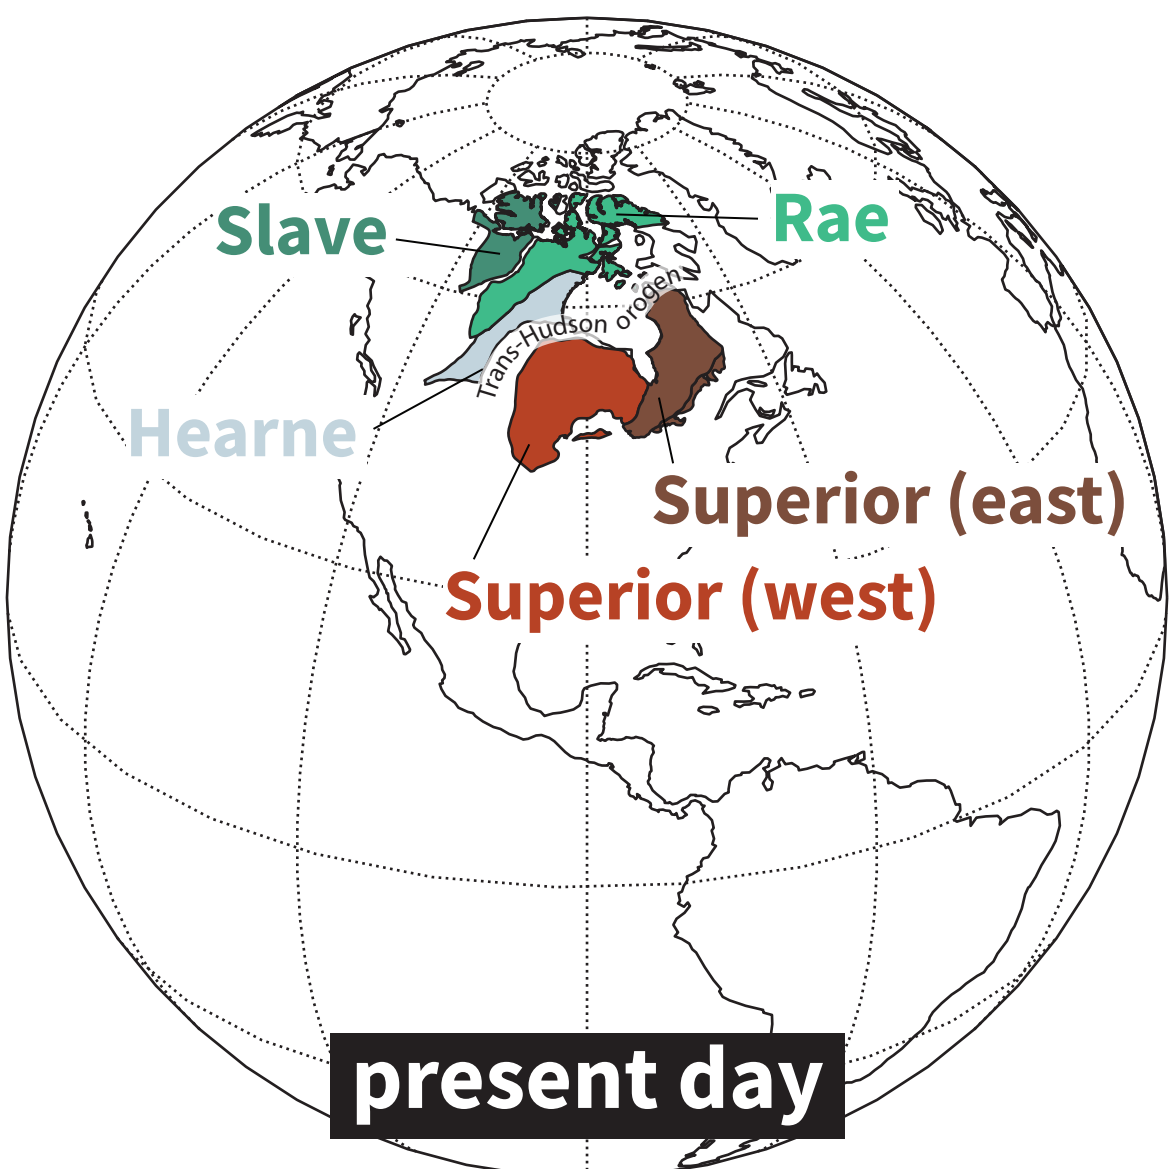 Slave
Rae
Trans-Hudson orogen
Hearne
Superior (east)
Superior (west)
present day